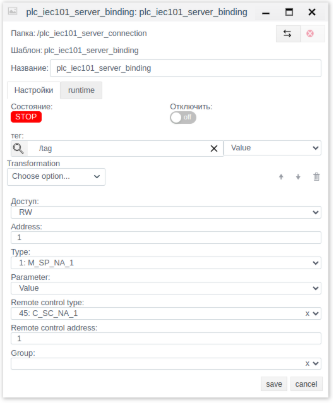 plc_iec101_server_binding: plc_iec101_server_binding
Папка: /plc_iec101_server_connection
Шаблон: plc_iec101_server_binding
Название: plc_iec101_server_binding
Настройки runtime
Состояние: Отключить:
STOP off
тег:
/tag Value
Transformation
Choose option...
Доступ:
RW
Address:
1
Type:
1: M_SP_NA_1
Parameter:
Value
Remote control type:
45: C_SC_NA_1 x
Remote control address:
1
Group:
x
save cancel